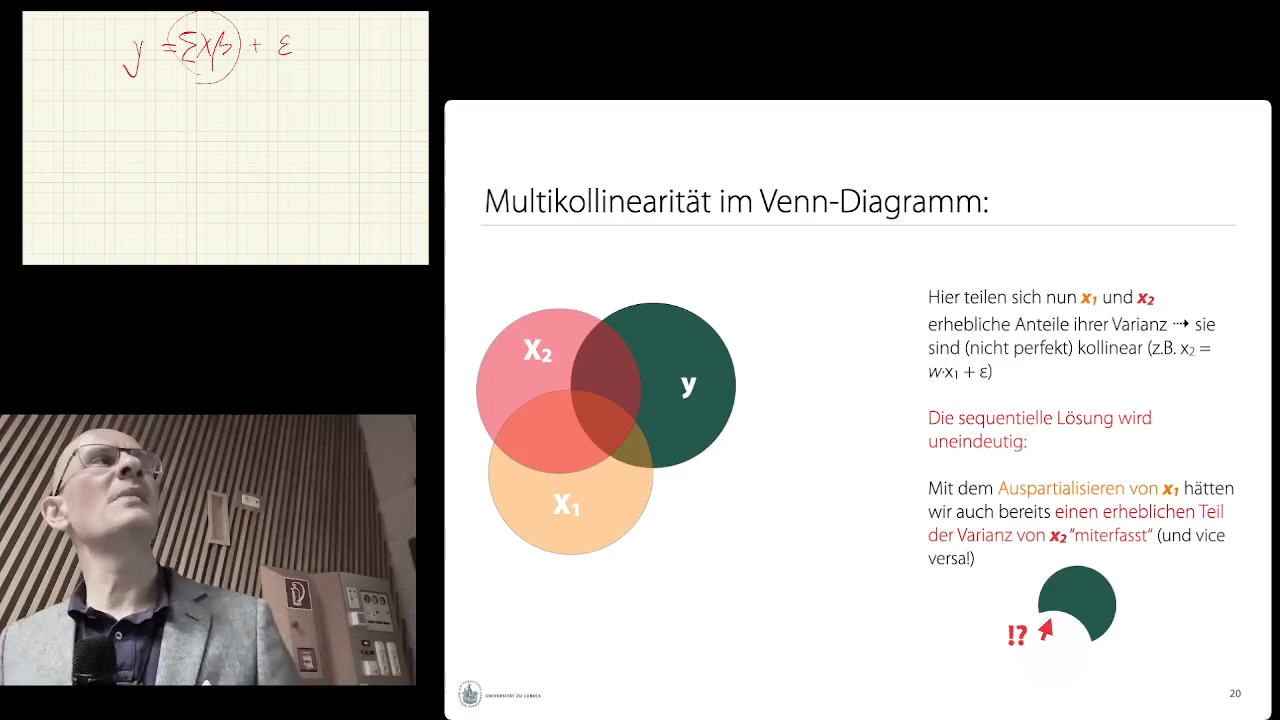 y = Σxβ + ε
Multikollinearität im Venn-Diagramm:
Hier teilen sich nun x₁ und x₂
erhebliche Anteile ihrer Varianz ⇢ sie
sind (nicht perfekt) kollinear (z.B. x₂ =
w·x₁ + ε)
Die sequentielle Lösung wird
uneindeutig:
Mit dem Auspartialisieren von x₁ hätten
wir auch bereits einen erheblichen Teil
der Varianz von x₂ “miterfasst” (und vice
versa!)
x₂
y
x₁
!?
UNIVERSITÄT ZU LÜBECK
20